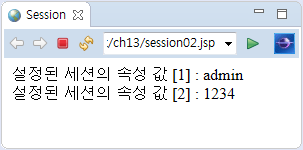 Session
:/ch13/session02.jsp
설정된 세션의 속성 값 [1] : admin
설정된 세션의 속성 값 [2] : 1234